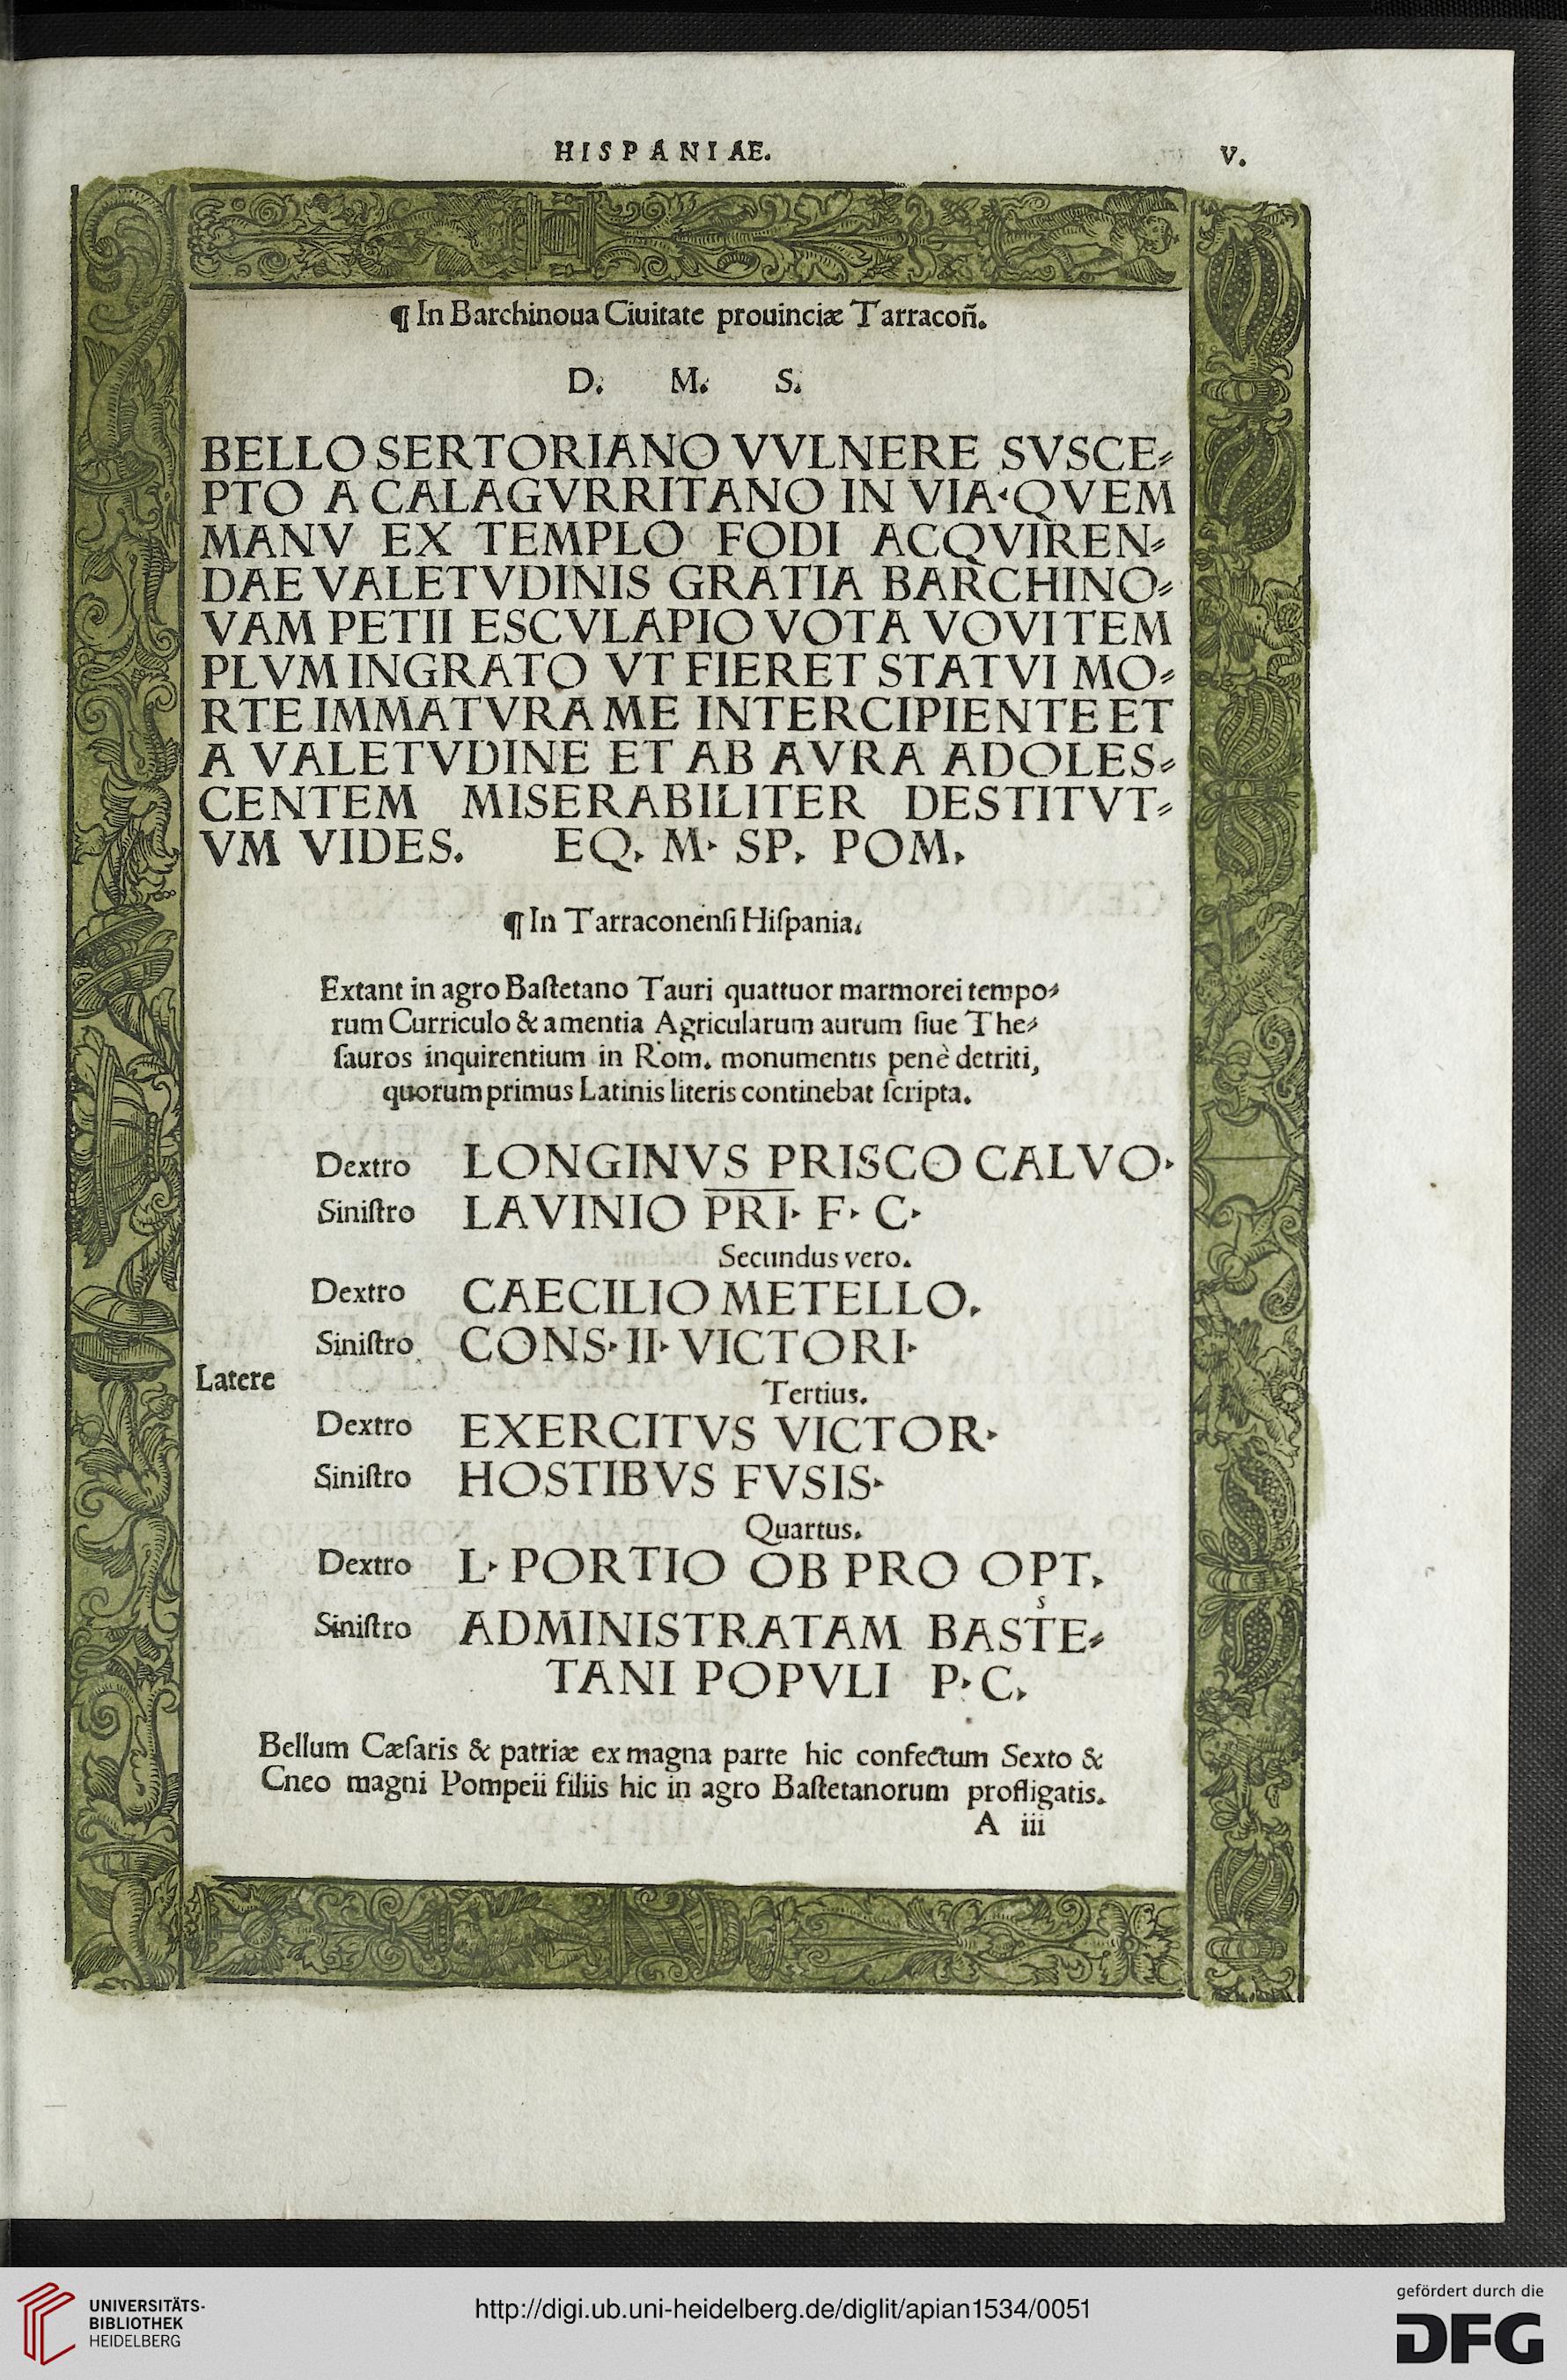 HISPANIAE.
V.
¶ In Barchinoua Ciuitate prouinciæ Tarracoñ.
D. M. S.
BELLO SERTORIANO VVLNERE SVSCE⸗
PTO A CALAGVRRITANO IN VIA‹QVEM
MANV EX TEMPLO FODI ACQVIREN⸗
DAE VALETVDINIS GRATIA BARCHINO⸗
VAM PETII ESCVLAPIO VOTA VOVI TEM
PLVM INGRATO VT FIERET STATVI MO⸗
RTE IMMATVRA ME INTERCIPIENTE ET
A VALETVDINE ET AB AVRA ADOLES⸗
CENTEM MISERABILITER DESTITVT⸗
VM VIDES. EQ. M· SP. POM.
¶ In Tarraconenſi Hiſpania.
Extant in agro Baſtetano Tauri quattuor marmorei tempo⸗
rum Curriculo & amentia Agricularum aurum ſiue The⸗
ſauros inquirentium in Rom. monumentis penè detriti,
quorum primus Latinis literis continebat ſcripta.
Dextro LONGINVS PRISCO CALVO·
Siniſtro LAVINIO P̅R̅I̅· F· C·
Secundus vero.
Dextro CAECILIO METELLO.
Siniſtro CONS· II· VICTORI·
Latere
Tertius.
Dextro EXERCITVS VICTOR·
Siniſtro HOSTIBVS FVSIS·
Quartus.
Dextro L· PORTIO OB PRO OPT.
s
Siniſtro ADMINISTRATAM BASTE⸗
TANI POPVLI P· C.
Bellum Cæſaris & patriæ ex magna parte hic confectum Sexto &
Cneo magni Pompeii filiis hic in agro Baſtetanorum profligatis.
A iii
UNIVERSITÄTS-
BIBLIOTHEK
HEIDELBERG
http://digi.ub.uni-heidelberg.de/diglit/apian1534/0051
gefördert durch die
DFG